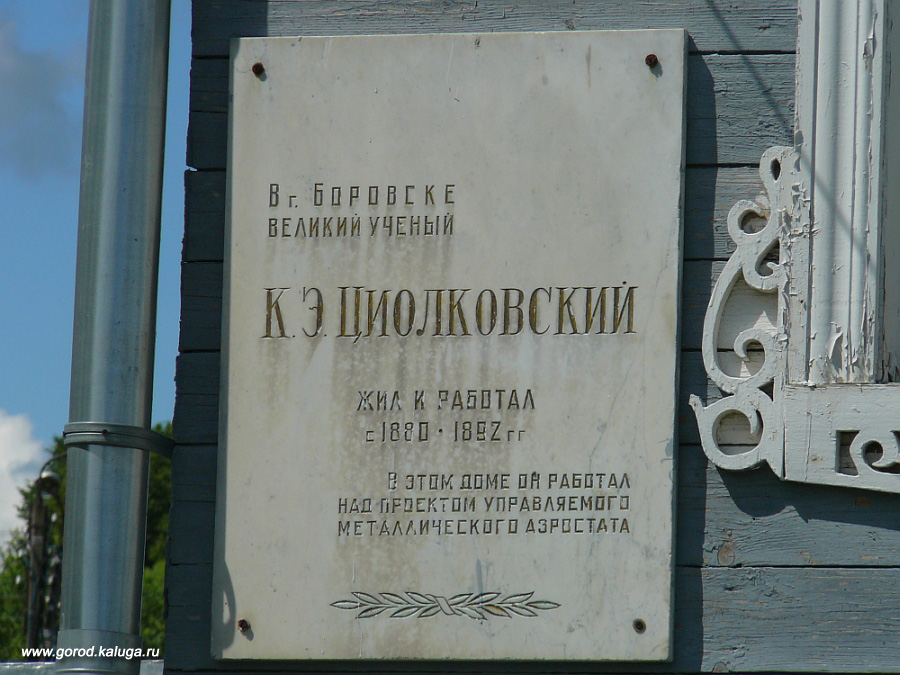 В г. БОРОВСКЕ
ВЕЛИКИЙ УЧЕНЫЙ
К. Э. ЦИОЛКОВСКИЙ
ЖИЛ И РАБОТАЛ
с 1880 · 1892 гг
В ЭТОМ ДОМЕ ОН РАБОТАЛ
НАД ПРОЕКТОМ УПРАВЛЯЕМОГО
МЕТАЛЛИЧЕСКОГО АЭРОСТАТА
www.gorod.kaluga.ru